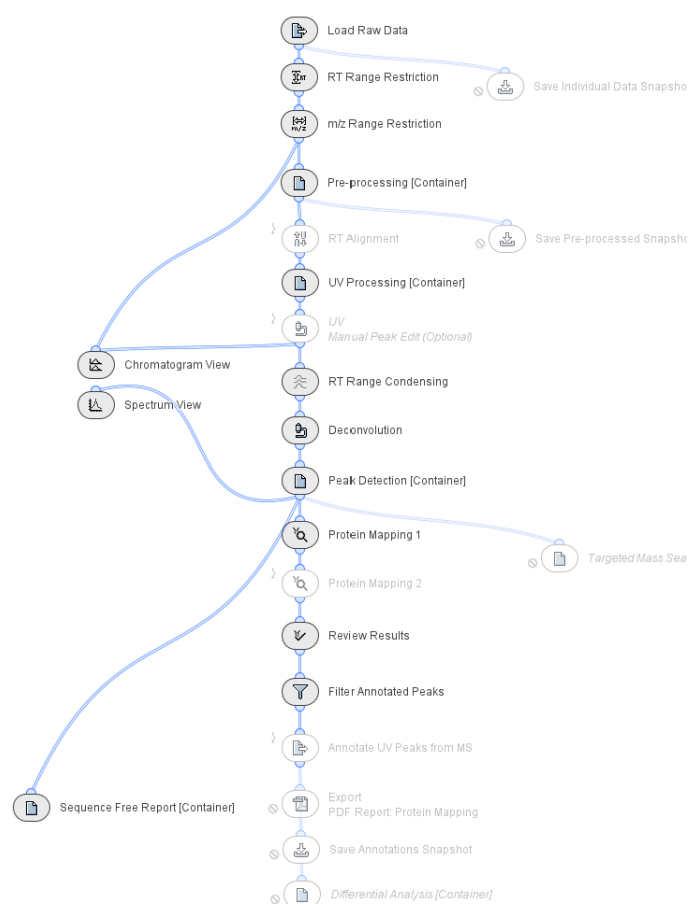 Load Raw Data
RT Range Restriction
Save Individual Data Snapsho
m/z Range Restriction
Pre-processing [Container]
RT Alignment
Save Pre-processed Snapsho
UV Processing [Container]
UV
Manual Peak Edit (Optional)
Chromatogram View
RT Range Condensing
Spectrum View
Deconvolution
Peak Detection [Container]
Protein Mapping 1
Targeted Mass Sea
Protein Mapping 2
Review Results
Filter Annotated Peaks
Annotate UV Peaks from MS
Sequence Free Report [Container]
Export
PDF Report: Protein Mapping
Save Annotations Snapshot
Differential Analysis [Container]